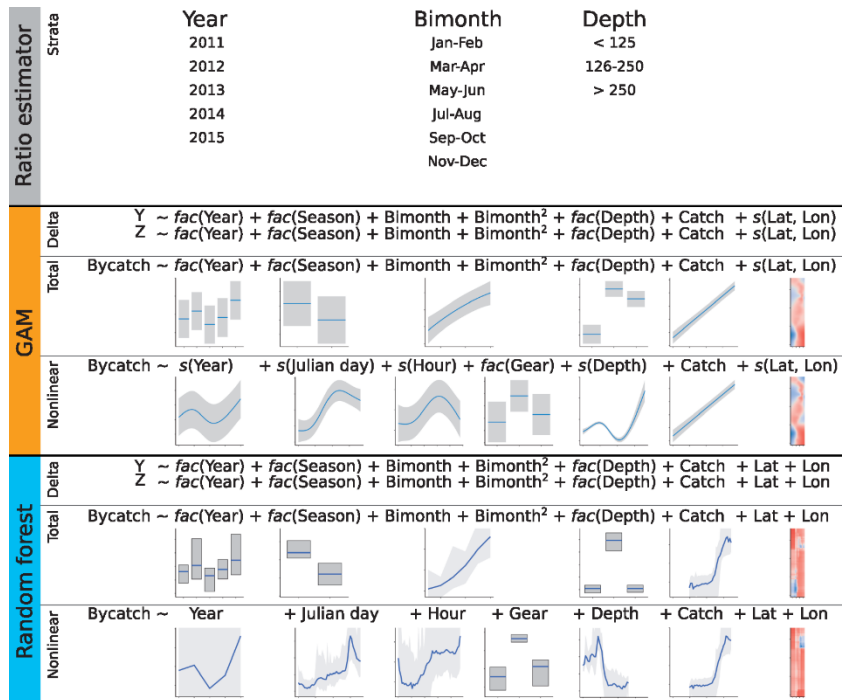 Ratio estimator
Strata
Year Bimonth Depth
2011 Jan-Feb < 125
2012 Mar-Apr 126-250
2013 May-Jun > 250
2014 Jul-Aug
2015 Sep-Oct
Nov-Dec
GAM
Delta
Y ~ fac(Year) + fac(Season) + Bimonth + Bimonth² + fac(Depth) + Catch + s(Lat, Lon)
Z ~ fac(Year) + fac(Season) + Bimonth + Bimonth² + fac(Depth) + Catch + s(Lat, Lon)
Total
Bycatch ~ fac(Year) + fac(Season) + Bimonth + Bimonth² + fac(Depth) + Catch + s(Lat, Lon)
Nonlinear
Bycatch ~ s(Year) + s(Julian day) + s(Hour) + fac(Gear) + s(Depth) + Catch + s(Lat, Lon)
Random forest
Delta
Y ~ fac(Year) + fac(Season) + Bimonth + Bimonth² + fac(Depth) + Catch + Lat + Lon
Z ~ fac(Year) + fac(Season) + Bimonth + Bimonth² + fac(Depth) + Catch + Lat + Lon
Total
Bycatch ~ fac(Year) + fac(Season) + Bimonth + Bimonth² + fac(Depth) + Catch + Lat + Lon
Nonlinear
Bycatch ~ Year + Julian day + Hour + Gear + Depth + Catch + Lat + Lon